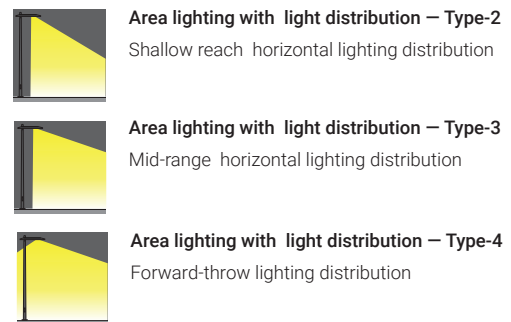 Area lighting with light distribution — Type-2
Shallow reach horizontal lighting distribution
Area lighting with light distribution — Type-3
Mid-range horizontal lighting distribution
Area lighting with light distribution — Type-4
Forward-throw lighting distribution